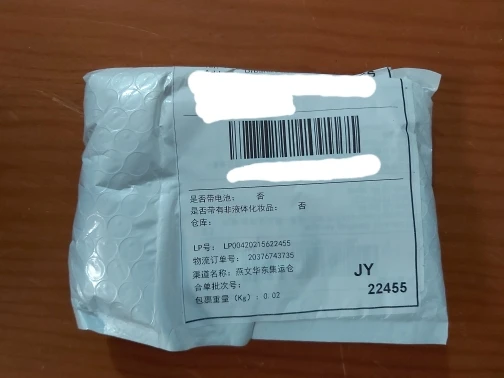 是否带电池： 否
是否带有非液体化妆品： 否
仓库：
LP号： LP00420215622455
物流订单号： 20376743735
渠道名称：燕文华东集运仓
合单批次号：
包裹重量（Kg）：0.02
JY
22455